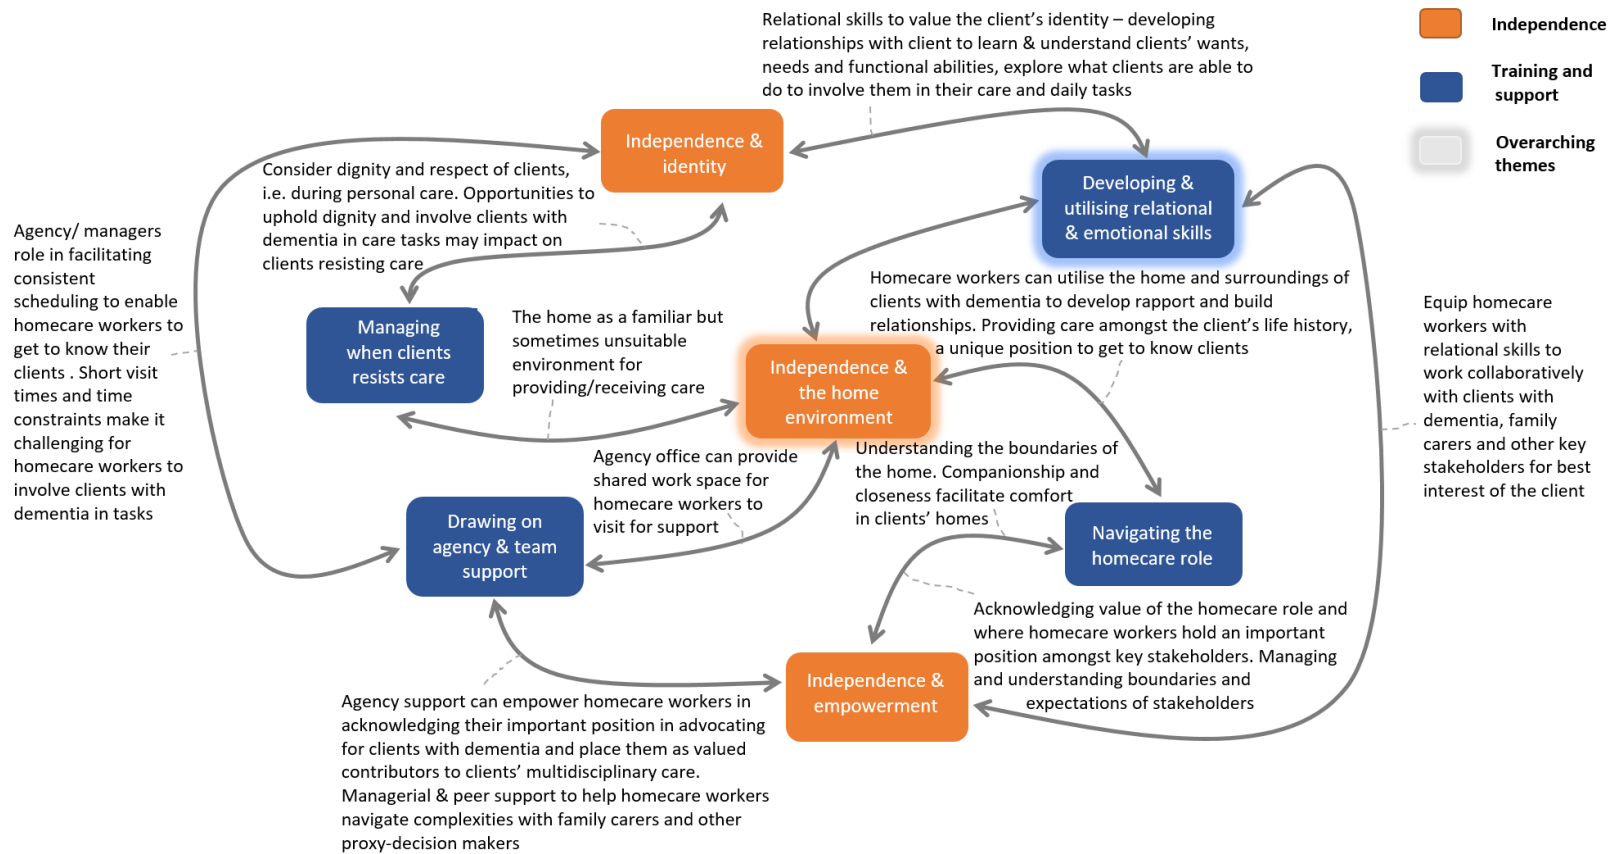 Relational skills to value the client’s identity – developing
relationships with client to learn & understand clients’ wants,
needs and functional abilities, explore what clients are able to
do to involve them in their care and daily tasks
Independence
Training and
support
Overarching
themes
Independence &
identity
Consider dignity and respect of clients,
i.e. during personal care. Opportunities to
uphold dignity and involve clients with
dementia in care tasks may impact on
clients resisting care
Developing &
utilising relational
& emotional skills
Agency/ managers
role in facilitating
consistent
scheduling to enable
homecare workers to
get to know their
clients . Short visit
times and time
constraints make it
challenging for
homecare workers to
involve clients with
dementia in tasks
Managing
when clients
resists care
The home as a familiar but
sometimes unsuitable
environment for
providing/receiving care
Homecare workers can utilise the home and surroundings of
clients with dementia to develop rapport and build
relationships. Providing care amongst the client’s life history,
a unique position to get to know clients
Independence &
the home
environment
Equip homecare
workers with
relational skills to
work collaboratively
with clients with
dementia, family
carers and other key
stakeholders for best
interest of the client
Agency office can provide
shared work space for
homecare workers to
visit for support
Understanding the boundaries of
the home. Companionship and
closeness facilitate comfort
in clients’ homes
Drawing on
agency & team
support
Navigating the
homecare role
Acknowledging value of the homecare role and
where homecare workers hold an important
position amongst key stakeholders. Managing
and understanding boundaries and
expectations of stakeholders
Independence &
empowerment
Agency support can empower homecare workers in
acknowledging their important position in advocating
for clients with dementia and place them as valued
contributors to clients’ multidisciplinary care.
Managerial & peer support to help homecare workers
navigate complexities with family carers and other
proxy-decision makers